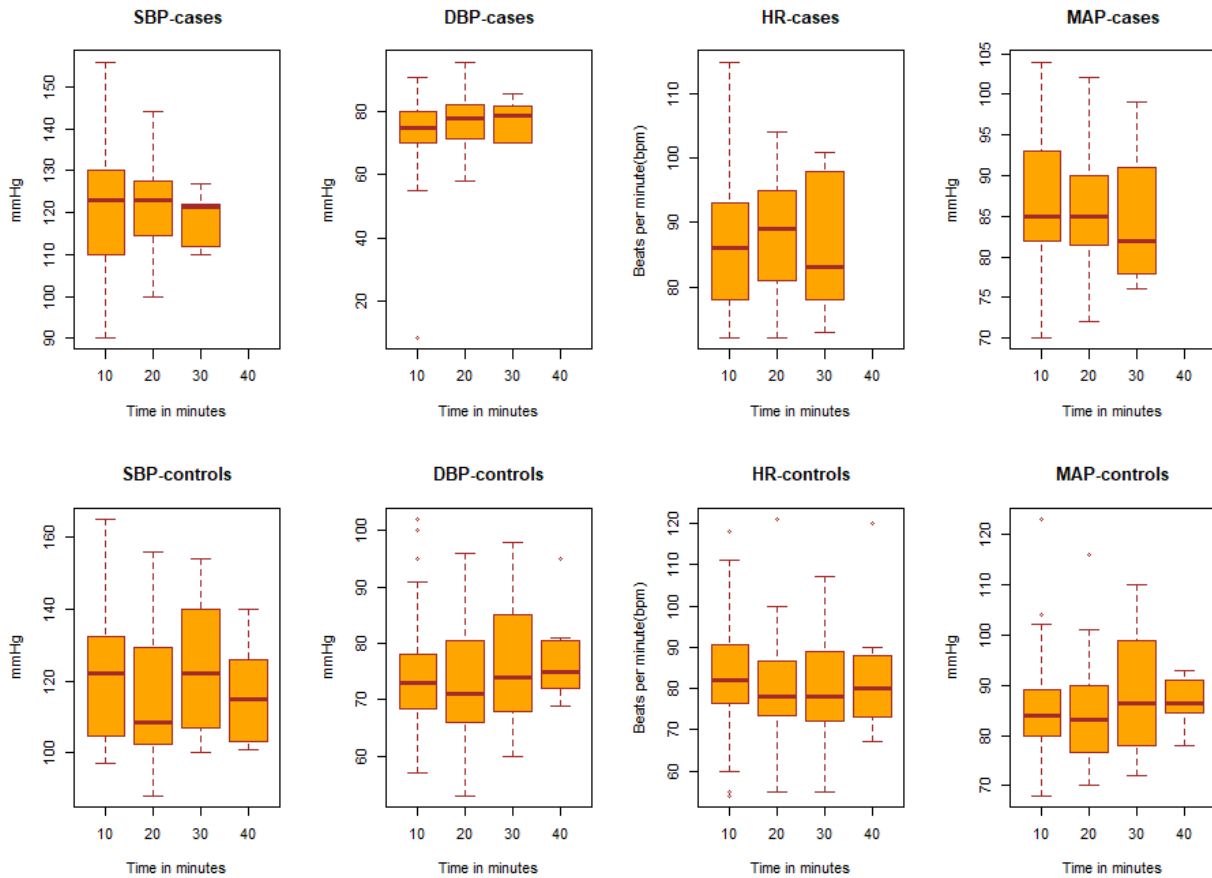 SBP-cases
mmHg
150
140
130
120
110
100
90
10 20 30 40
Time in minutes
DBP-cases
mmHg
80
60
40
20
10 20 30 40
Time in minutes
HR-cases
Beats per minute(bpm)
110
100
90
80
10 20 30 40
Time in minutes
MAP-cases
mmHg
105
100
95
90
85
80
75
70
10 20 30 40
Time in minutes
SBP-controls
mmHg
160
140
120
100
10 20 30 40
Time in minutes
DBP-controls
mmHg
100
90
80
70
60
10 20 30 40
Time in minutes
HR-controls
Beats per minute(bpm)
120
110
100
90
80
70
60
10 20 30 40
Time in minutes
MAP-controls
mmHg
120
110
100
90
80
70
10 20 30 40
Time in minutes